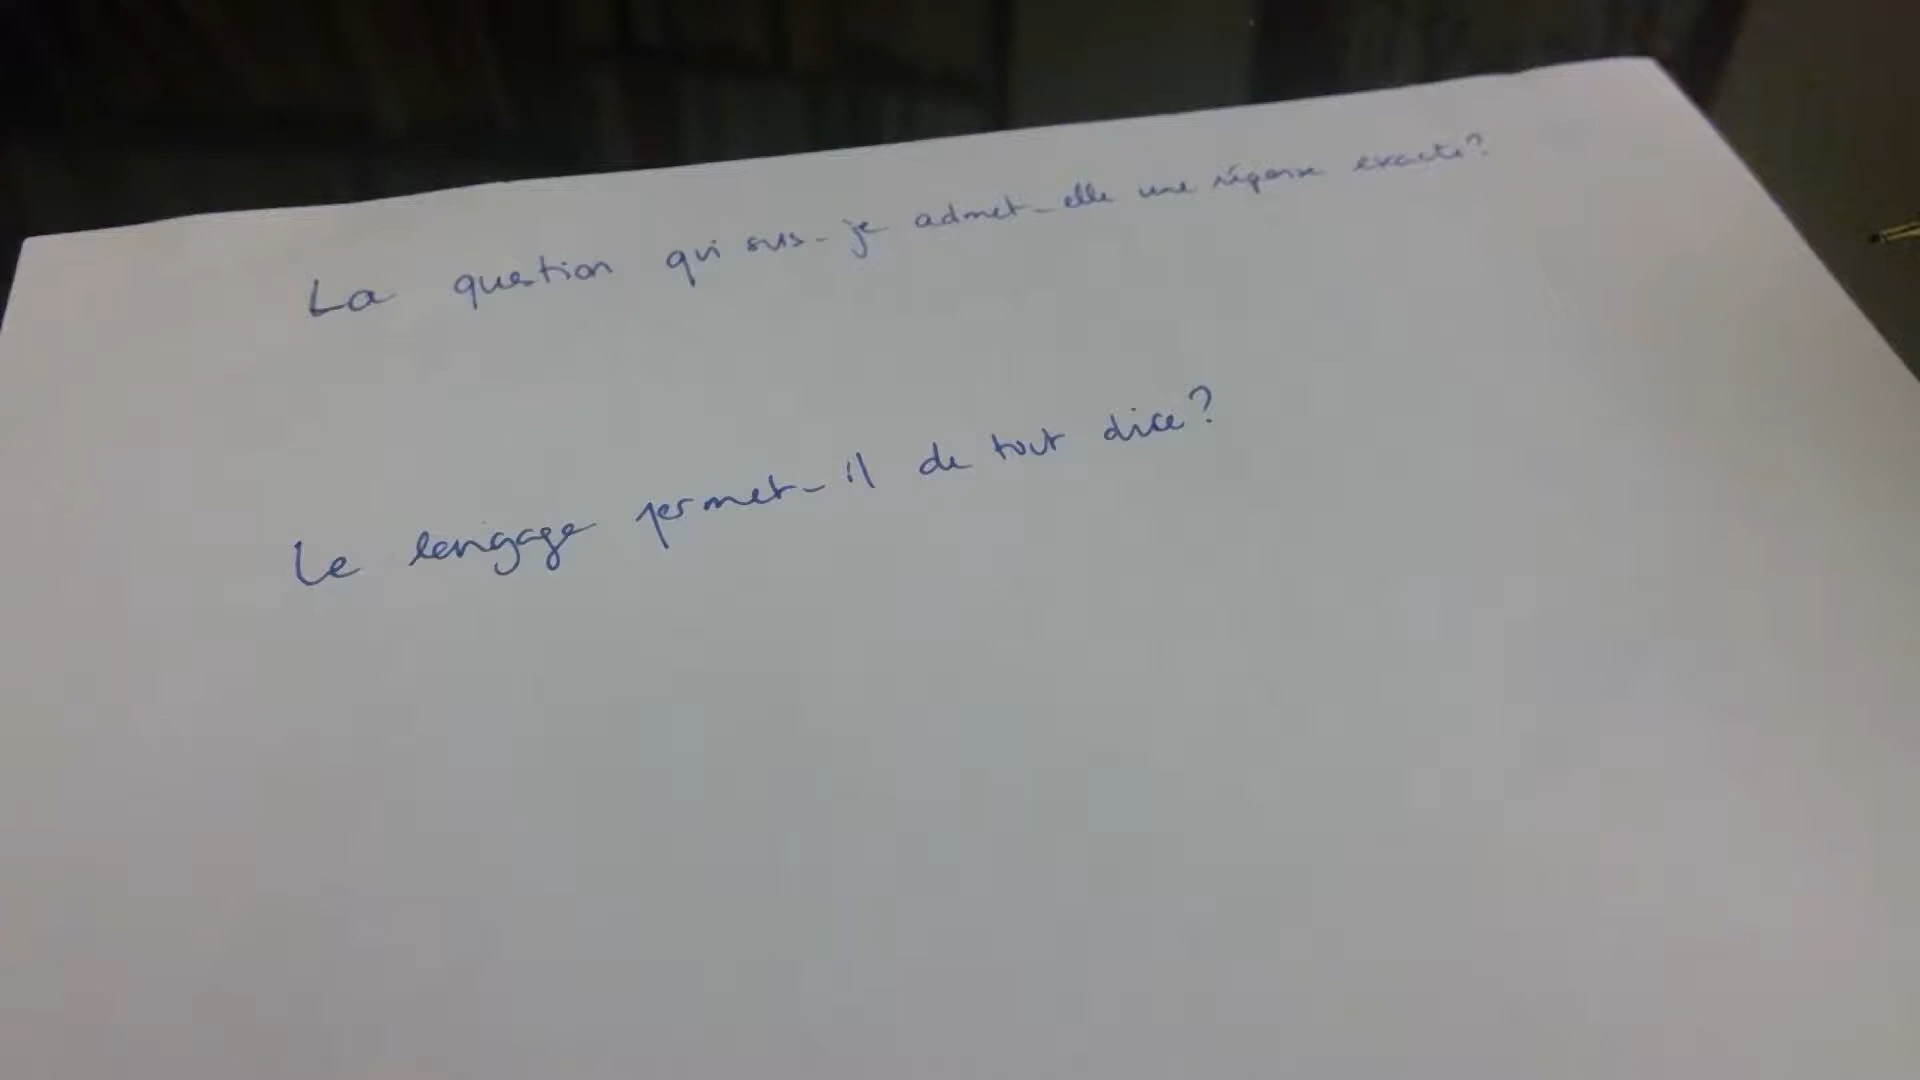 La question qui suis-je admet-elle une réponse exacte?
Le langage permet-il de tout dire?